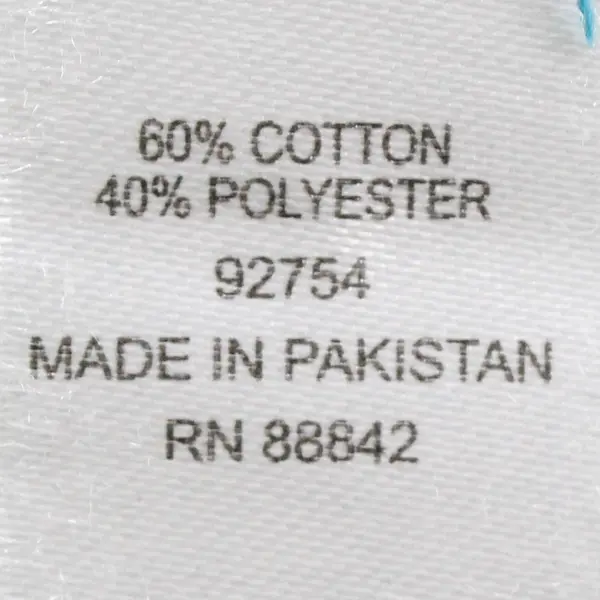 60% COTTON
40% POLYESTER
92754
MADE IN PAKISTAN
RN 88842